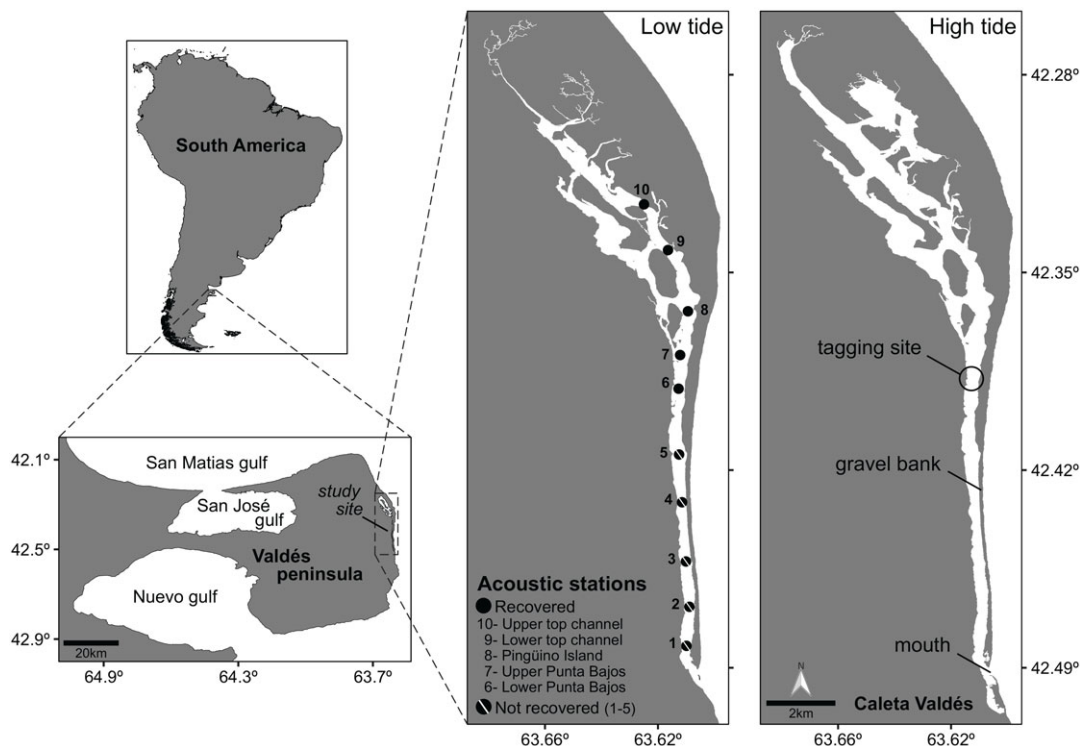 South America
42.1º
42.5º
42.9º
San Matias gulf
San José
gulf
study
site
Valdés
peninsula
Nuevo gulf
20km
64.9º
64.3º
63.7º
Low tide
10
9
8
7
6
5
4
3
2
1
Acoustic stations
Recovered
10- Upper top channel
9- Lower top channel
8- Pingüino Island
7- Upper Punta Bajos
6- Lower Punta Bajos
Not recovered (1-5)
63.66º
63.62º
High tide
42.28º
42.35º
42.42º
42.49º
tagging site
gravel bank
mouth
N
2km
Caleta Valdés
63.66º
63.62º